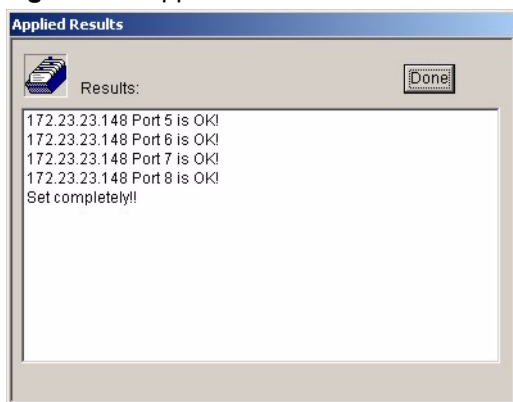 Applied Results
Results:
Done
172.23.23.148 Port 5 is OK!
172.23.23.148 Port 6 is OK!
172.23.23.148 Port 7 is OK!
172.23.23.148 Port 8 is OK!
Set completely!!